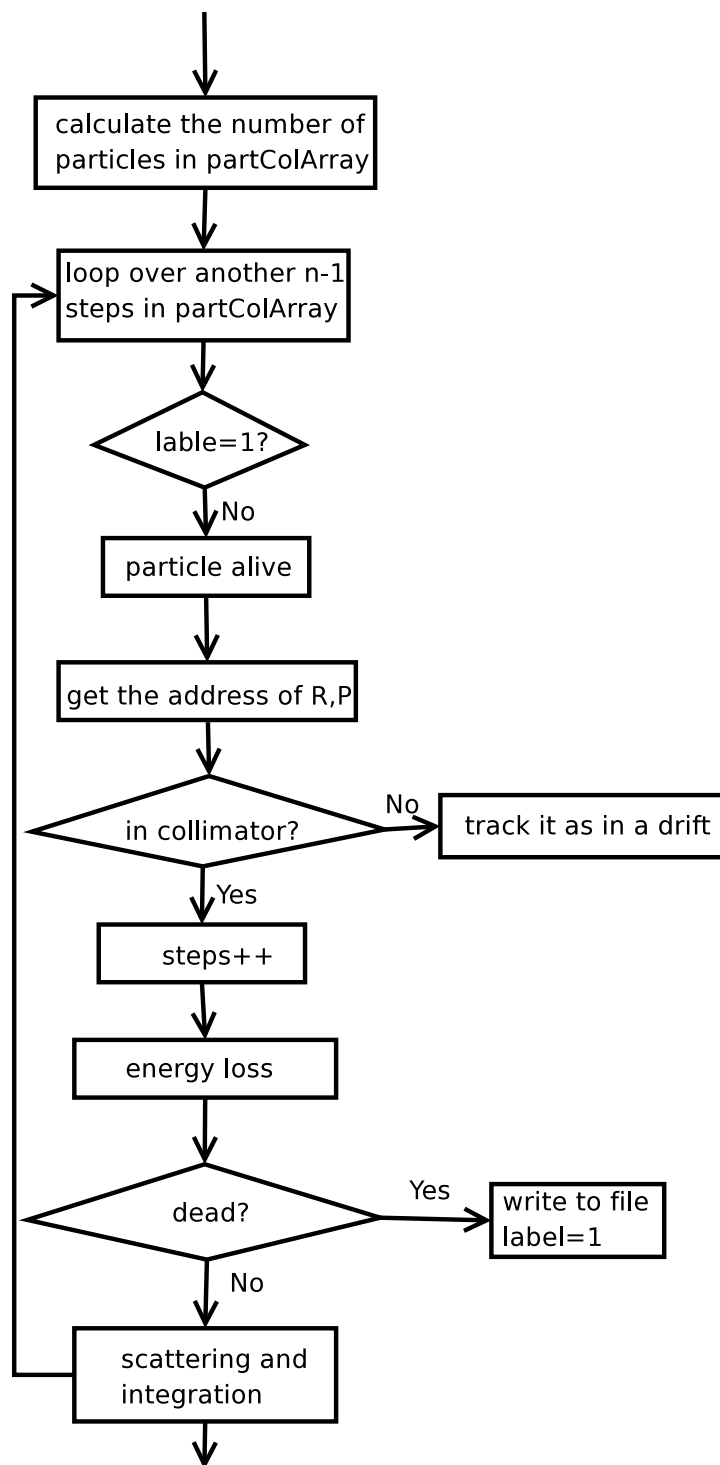 calculate the number of
particles in partColArray
loop over another n-1
steps in partColArray
lable=1?
No
particle alive
get the address of R,P
in collimator?
No
track it as in a drift
Yes
steps++
energy loss
dead?
Yes
write to file
label=1
No
scattering and
integration